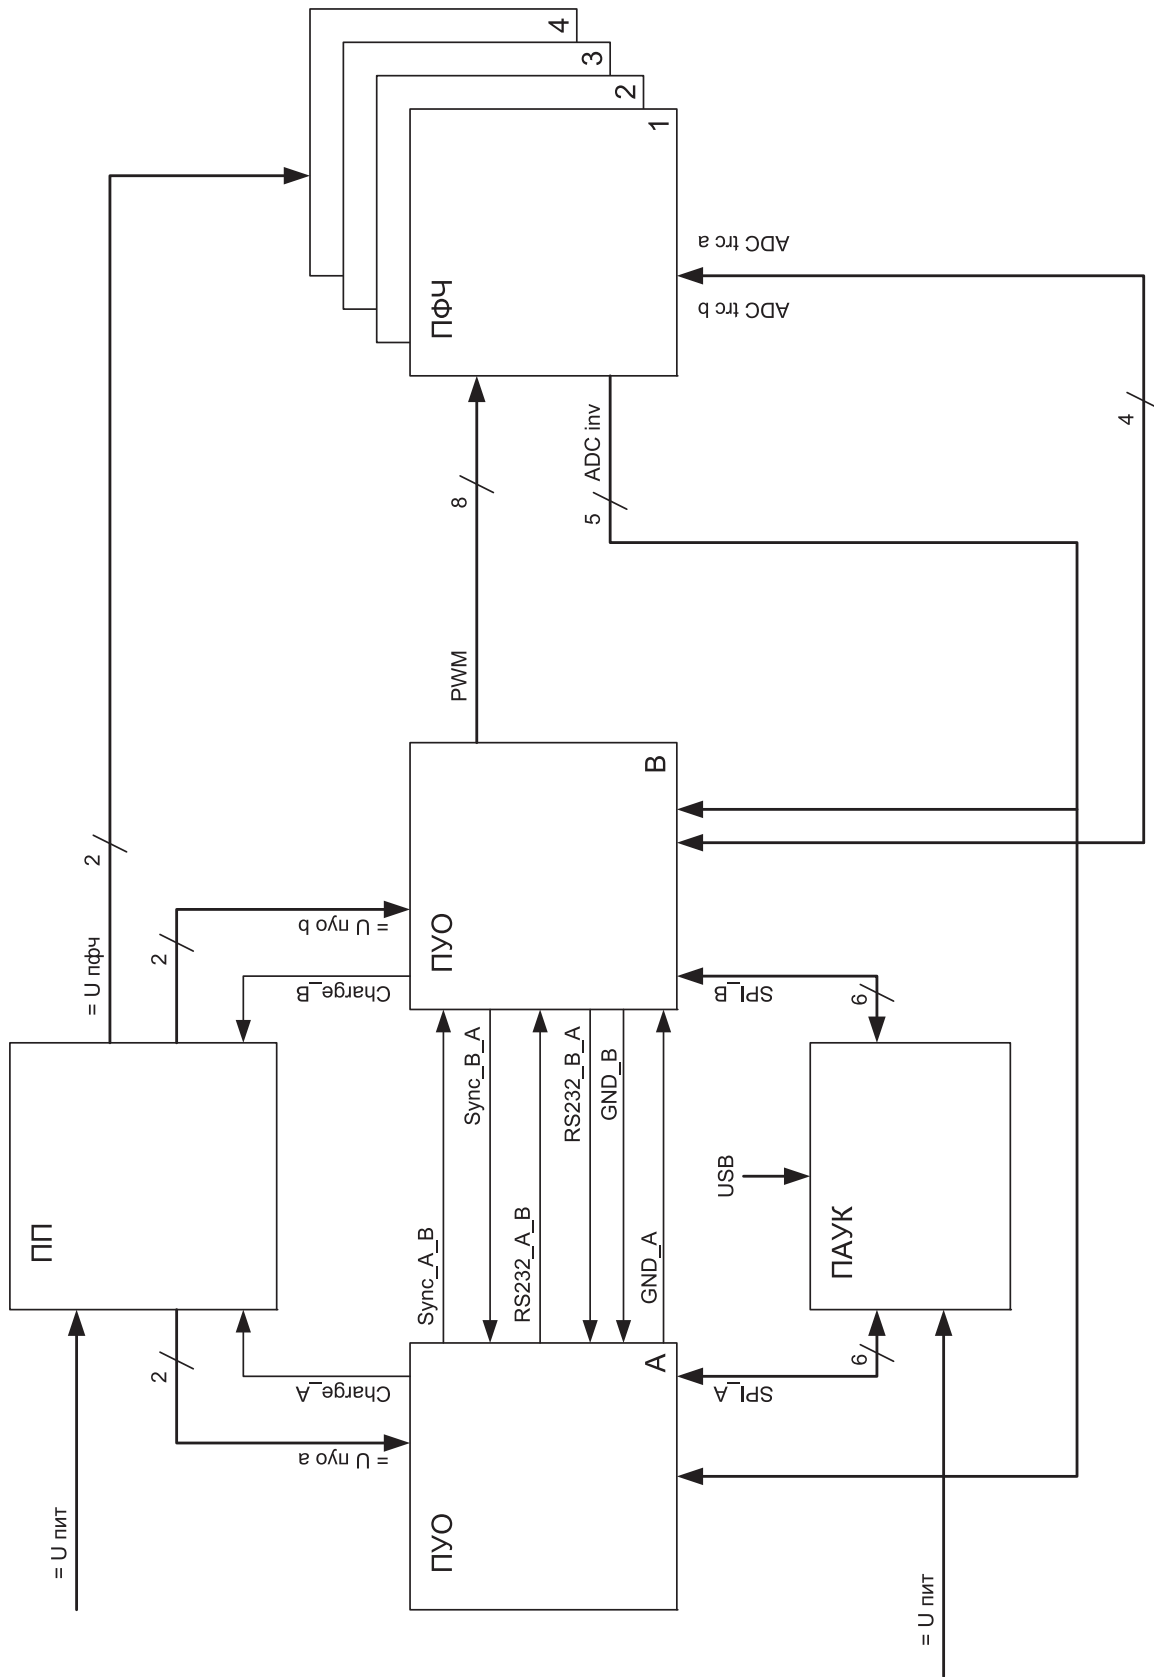 = U пит
ПП
= U пфч
2
2
2
Charge_A
= U пуо a
Charge_B
= U пуо b
ПУО
A
Sync_A_B
Sync_B_A
RS232_A_B
RS232_B_A
GND_B
GND_A
ПУО
B
PWM
8
ПФЧ
1
2
3
4
ADC inv
5
ADC trc b
ADC trc a
4
SPI_A
6
SPI_B
6
USB
ПАУК
= U пит